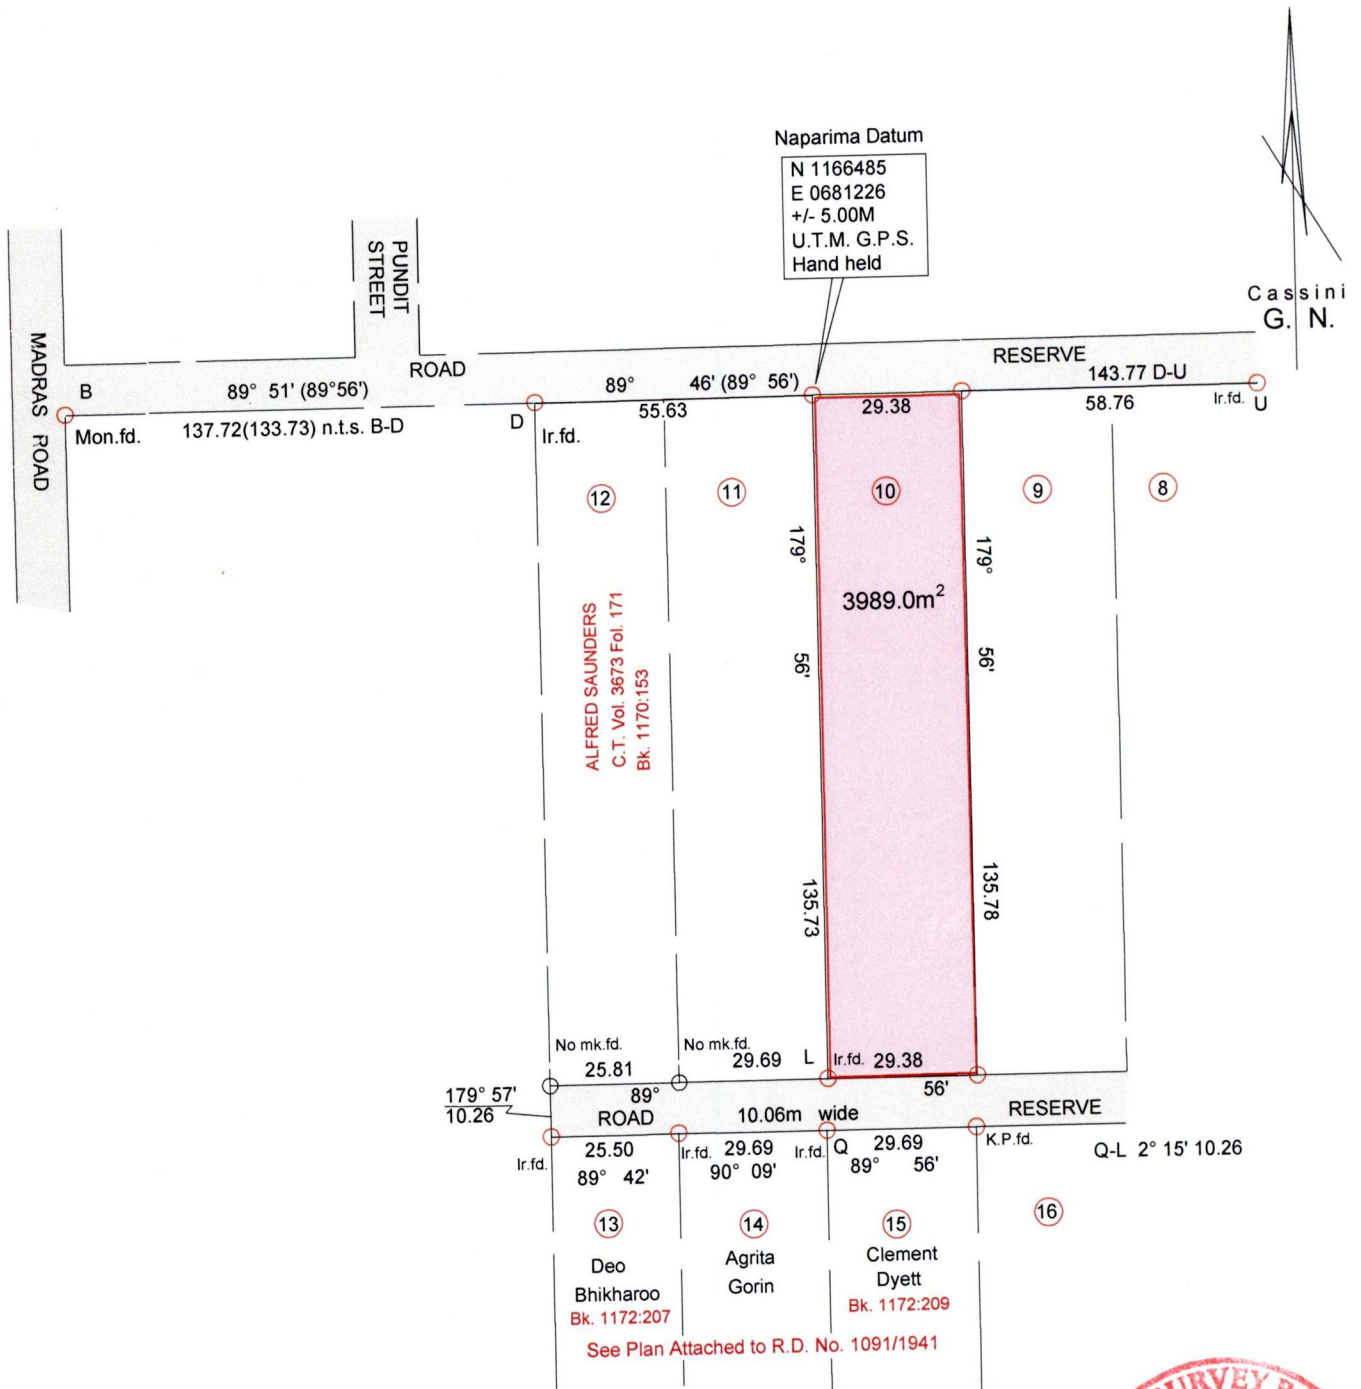 Naparima Datum
N 1166485
E 0681226
+/- 5.00M
U.T.M. G.P.S.
Hand held
Cassini
G. N.
PUNDIT
STREET
MADRAS ROAD
ROAD
RESERVE
B
89° 51' (89°56')
89° 46' (89° 56')
143.77 D-U
Mon.fd.
137.72(133.73) n.t.s. B-D
D
Ir.fd.
55.63
29.38
58.76
Ir.fd.
U
12
11
10
9
8
179° 56'
135.73
3989.0m²
179° 56'
135.78
ALFRED SAUNDERS
C.T. Vol. 3673 Fol. 171
Bk. 1170:153
No mk.fd.
25.81
No mk.fd.
29.69
L
Ir.fd. 29.38
179° 57'
10.26
89°
56'
ROAD
10.06m wide
RESERVE
Ir.fd.
25.50
89° 42'
Ir.fd. 29.69
90° 09'
Ir.fd.
Q
29.69
89° 56'
K.P.fd.
Q-L 2° 15' 10.26
13
14
15
16
Deo
Bhikharoo
Bk. 1172:207
Agrita
Gorin
Clement
Dyett
Bk. 1172:209
See Plan Attached to R.D. No. 1091/1941